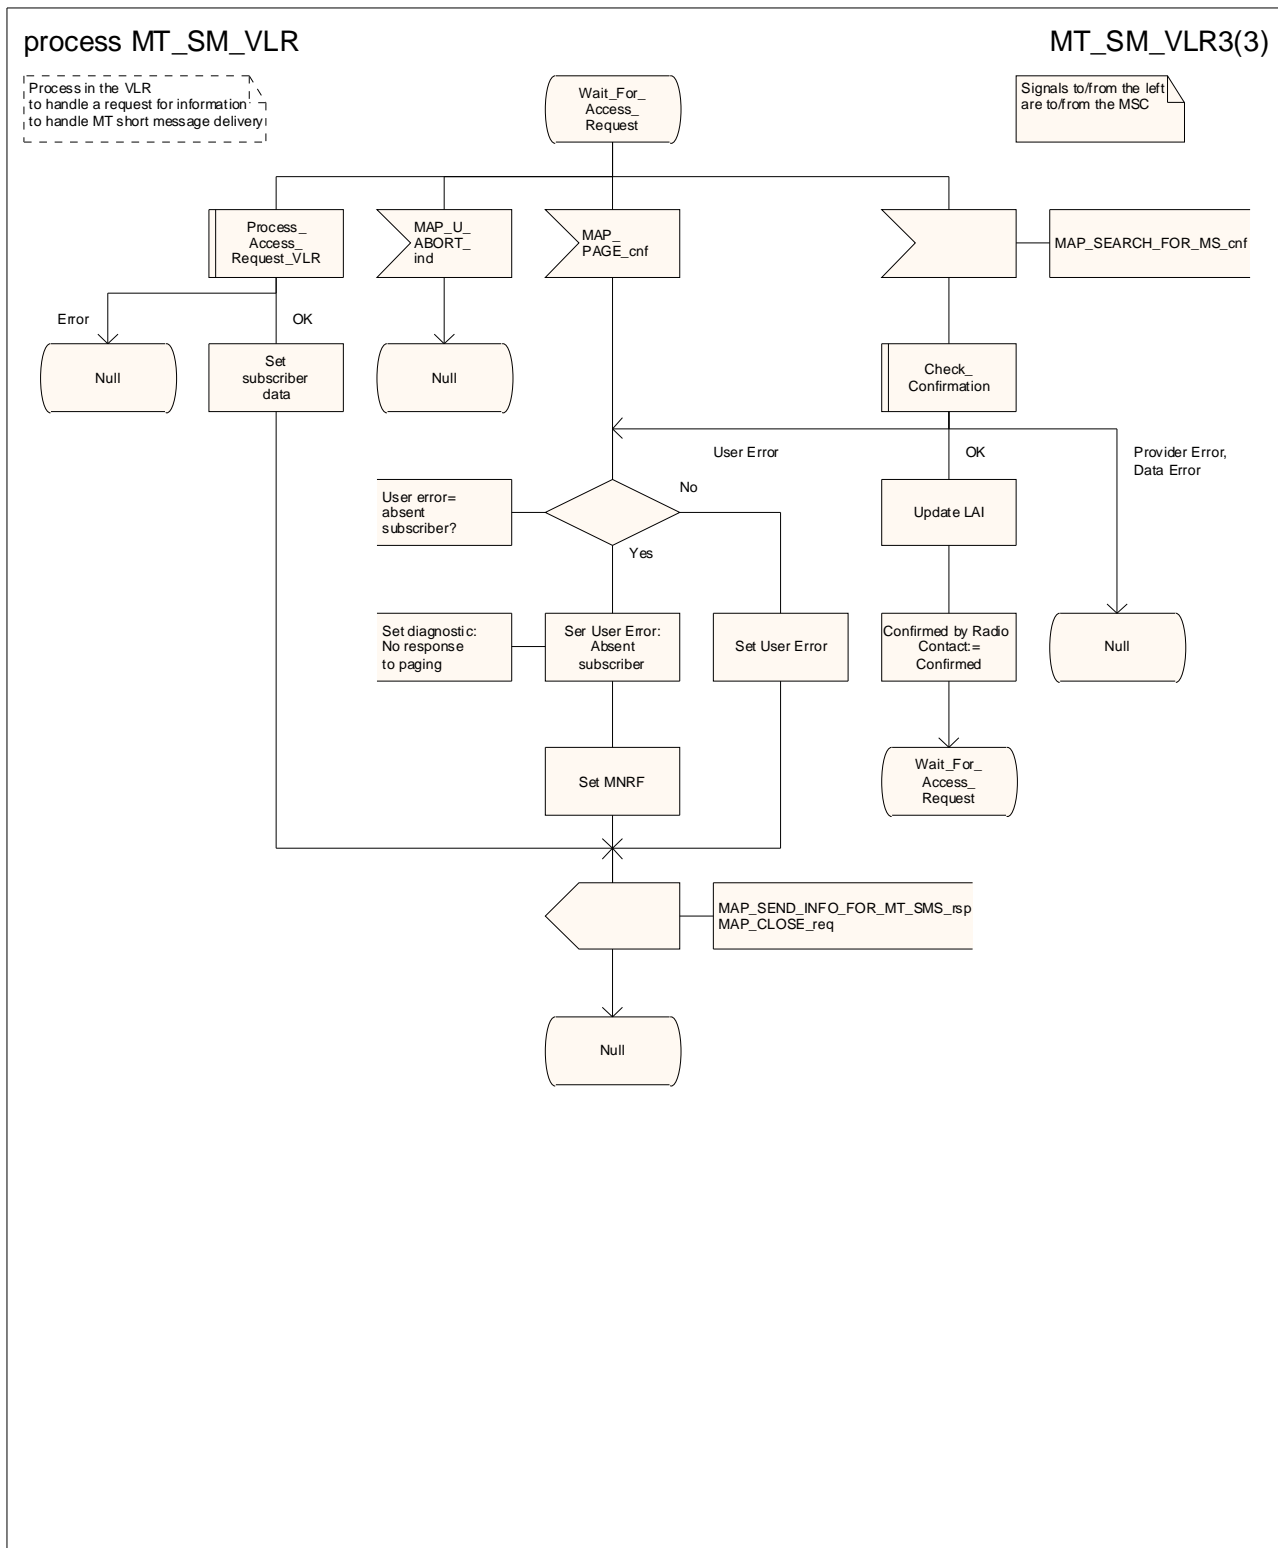 process MT_SM_VLR
MT_SM_VLR3(3)
Process in the VLR
to handle a request for information
to handle MT short message delivery
Wait_For_
Access_
Request
Signals to/from the left
are to/from the MSC
Process_
Access_
Request_VLR
MAP_U_
ABORT_
ind
MAP_
PAGE_cnf
MAP_SEARCH_FOR_MS_cnf
Error
OK
Null
Set
subscriber
data
Null
Check_
Confirmation
User Error
OK
Provider Error,
Data Error
User error=
absent
subscriber?
No
Yes
Update LAI
Set diagnostic:
No response
to paging
Ser User Error:
Absent
subscriber
Set User Error
Confirmed by Radio
Contact:=
Confirmed
Null
Set MNRF
Wait_For_
Access_
Request
MAP_SEND_INFO_FOR_MT_SMS_rsp
MAP_CLOSE_req
Null